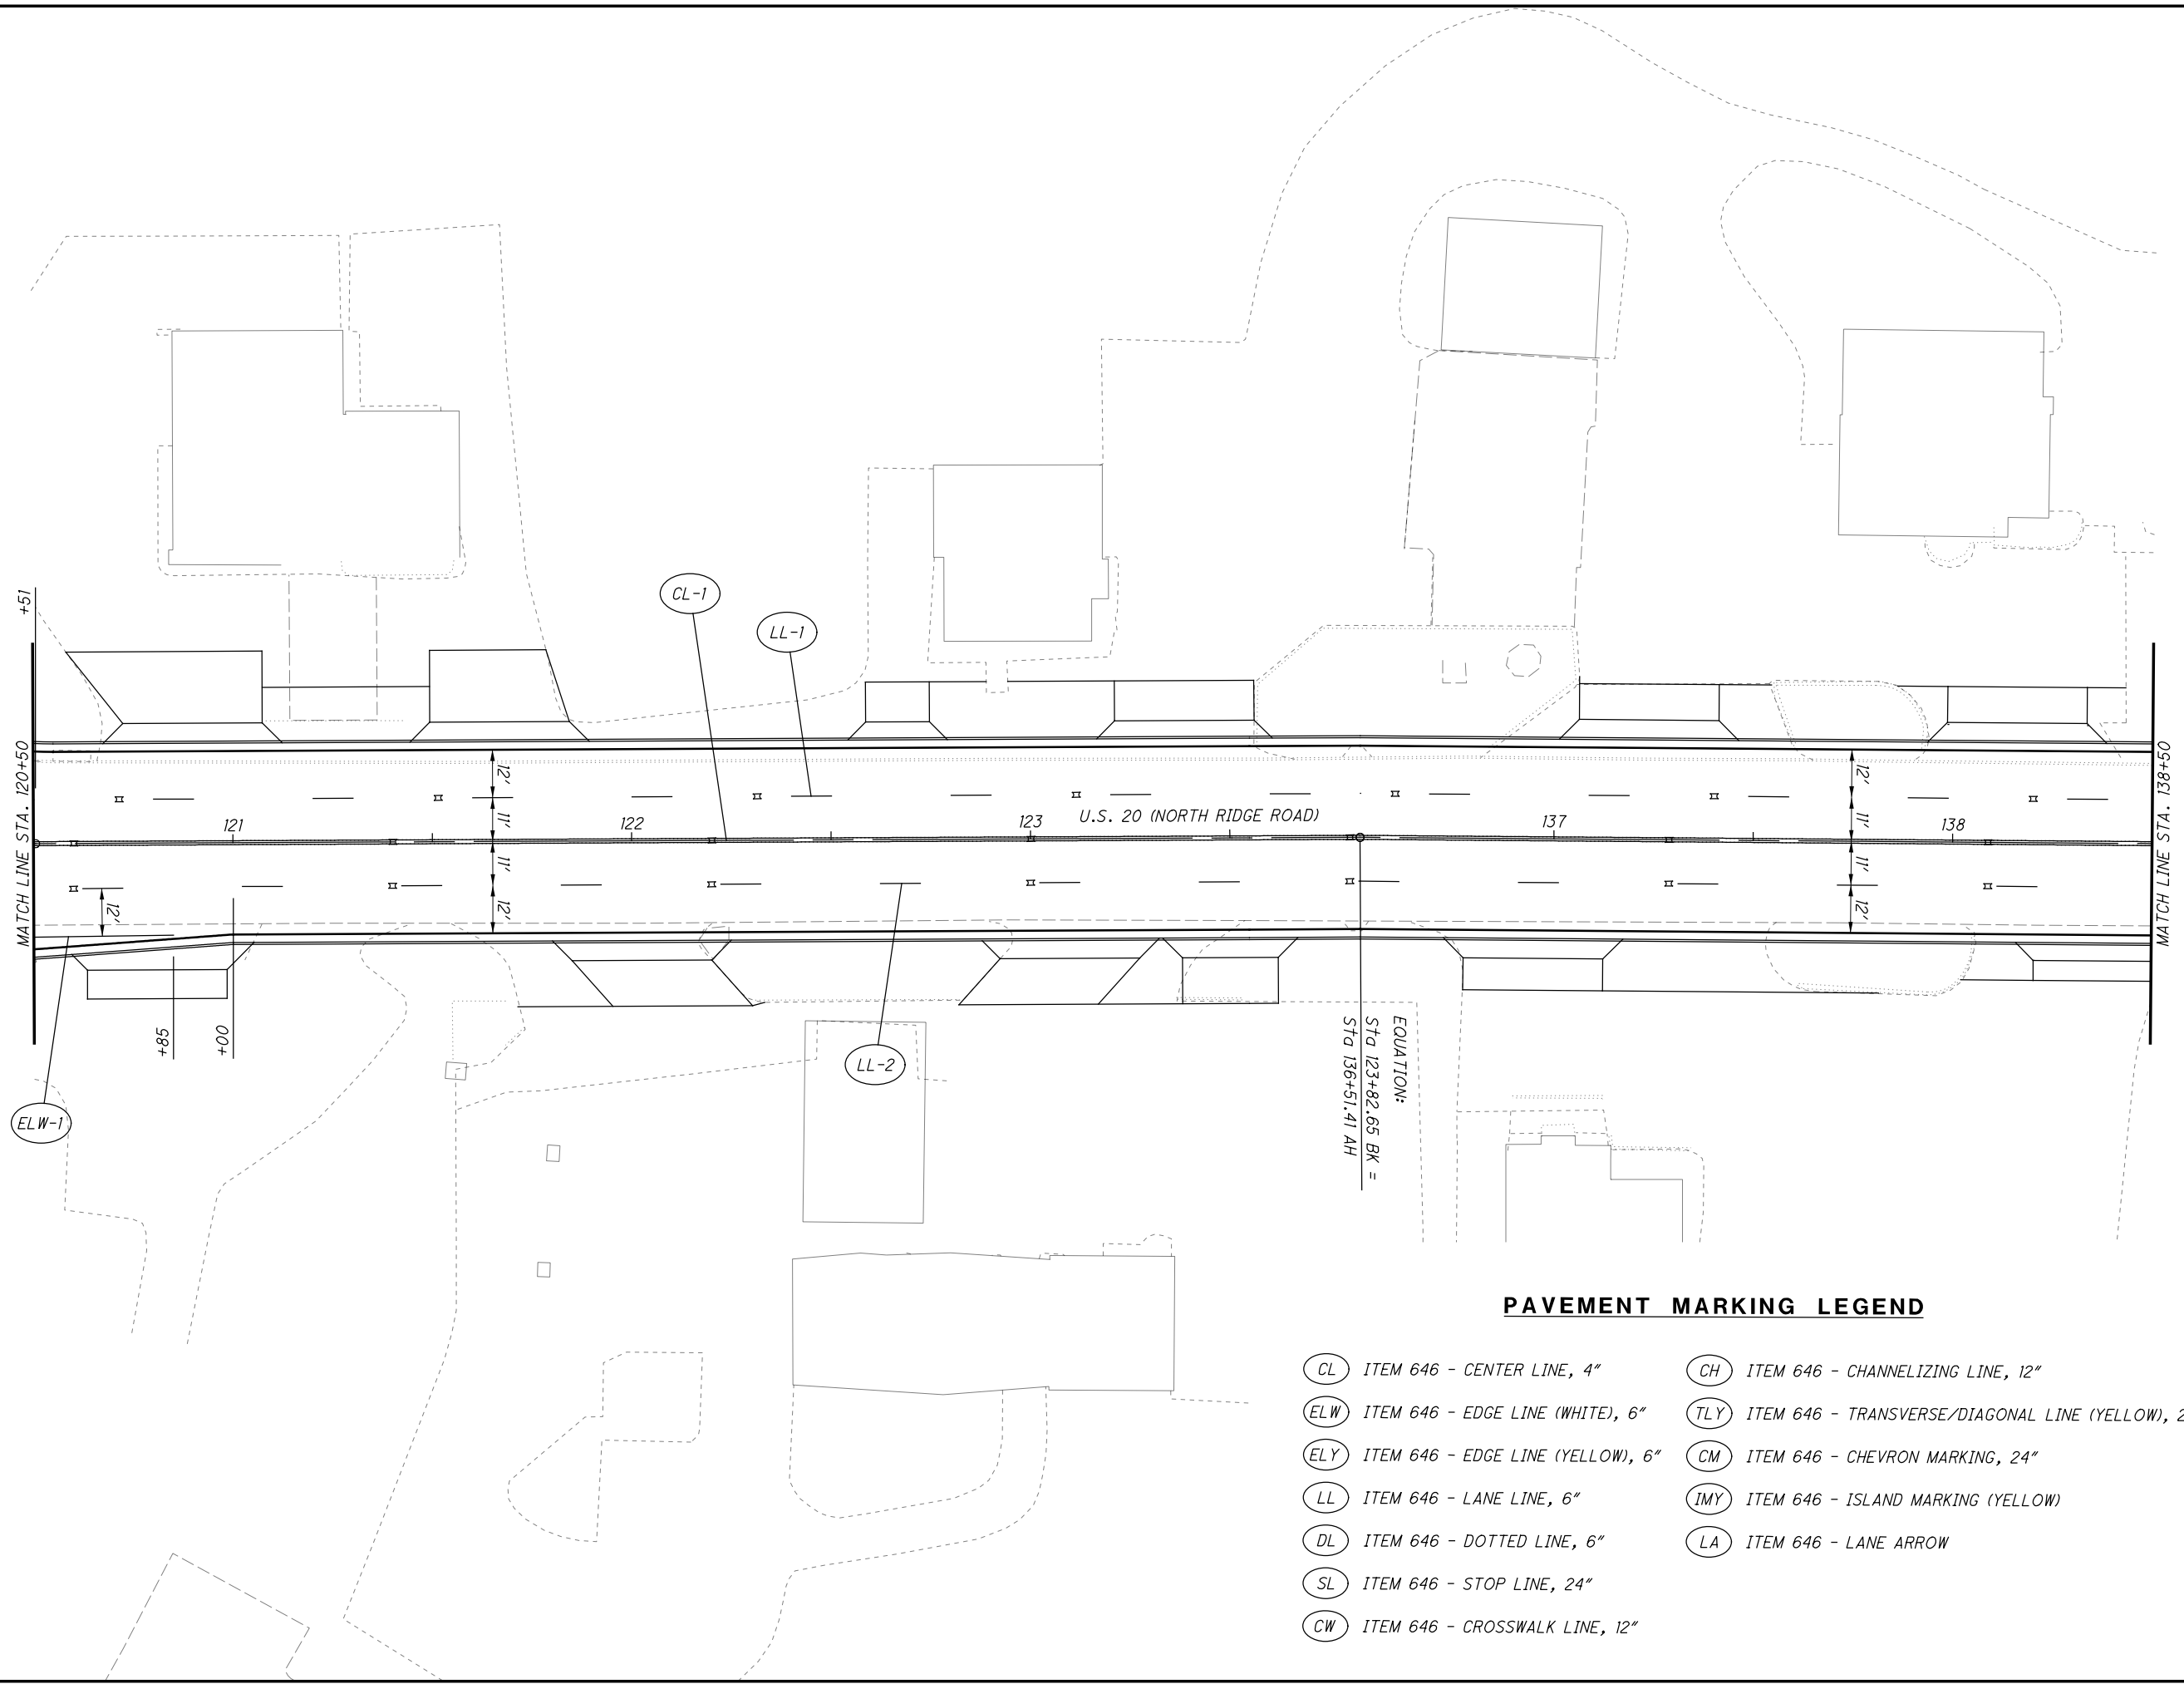 +51
CL-1
LL-1
MATCH LINE STA. 120+50
MATCH LINE STA. 138+50
12'
11'
11'
12'
12'
11'
11'
12'
12'
U.S. 20 (NORTH RIDGE ROAD)
121
122
123
137
138
+85
+00
ELW-1
LL-2
EQUATION:
Sta 123+82.65 BK =
Sta 136+51.41 AH
PAVEMENT MARKING LEGEND
CL ITEM 646 - CENTER LINE, 4"
ELW ITEM 646 - EDGE LINE (WHITE), 6"
ELY ITEM 646 - EDGE LINE (YELLOW), 6"
LL ITEM 646 - LANE LINE, 6"
DL ITEM 646 - DOTTED LINE, 6"
SL ITEM 646 - STOP LINE, 24"
CW ITEM 646 - CROSSWALK LINE, 12"
CH ITEM 646 - CHANNELIZING LINE, 12"
TLY ITEM 646 - TRANSVERSE/DIAGONAL LINE (YELLOW),
CM ITEM 646 - CHEVRON MARKING, 24"
IMY ITEM 646 - ISLAND MARKING (YELLOW)
LA ITEM 646 - LANE ARROW